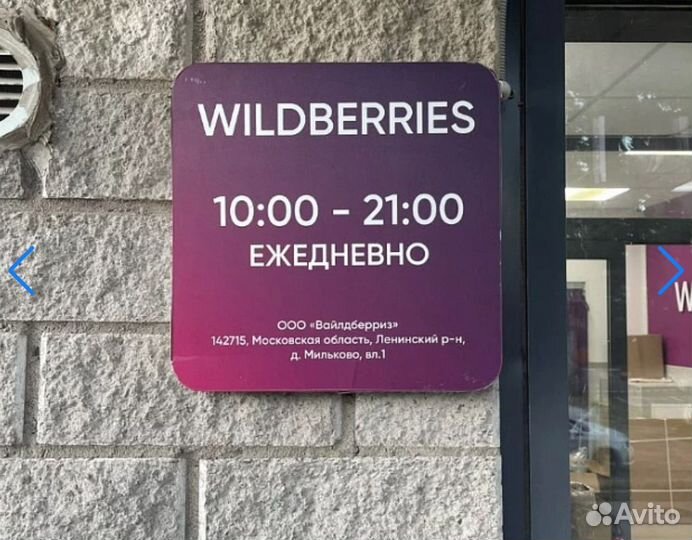 WILDBERRIES
10:00 - 21:00
ЕЖЕДНЕВНО
ООО «Вайлдберриз»
142715, Московская область, Ленинский р-н,
д. Мильково, вл.1
W
Avito